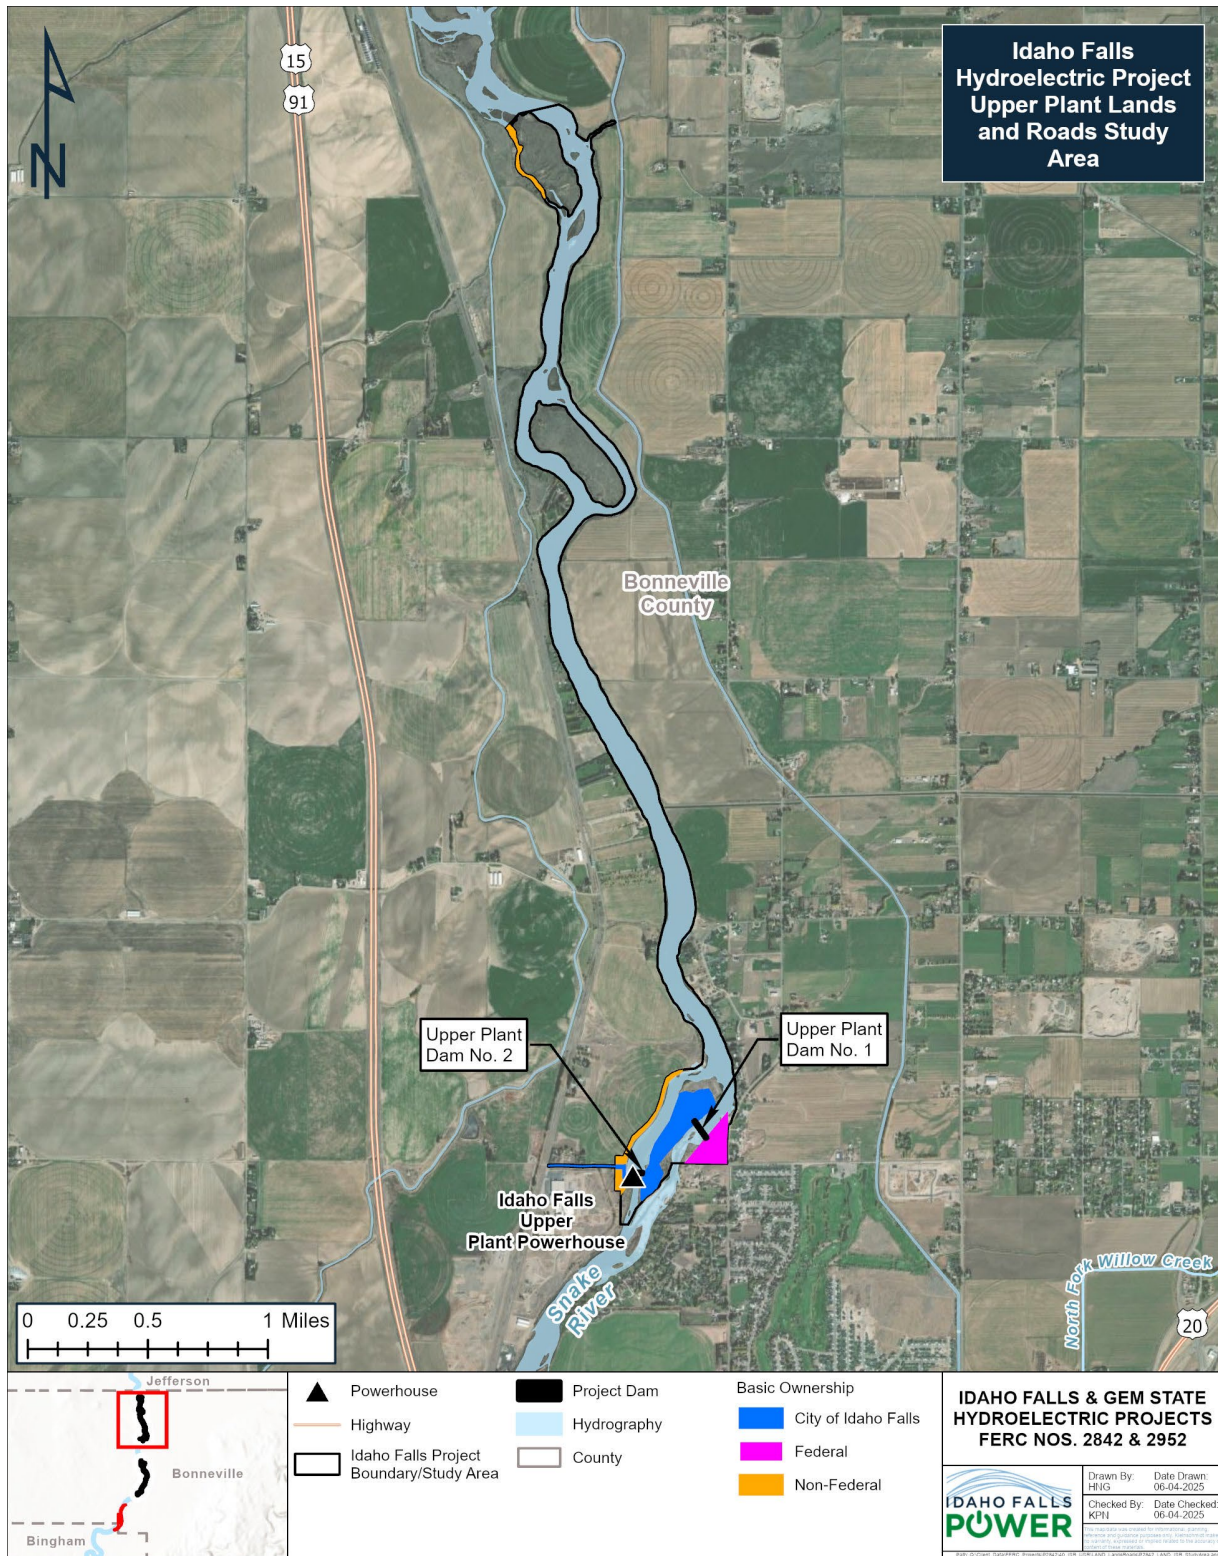 Idaho Falls
Hydroelectric Project
Upper Plant Lands
and Roads Study
Area
15
91
N
Bonneville
County
Upper Plant
Dam No. 2
Upper Plant
Dam No. 1
Idaho Falls
Upper
Plant Powerhouse
Snake
River
North Fork Willow Creek
20
0 0.25 0.5 1 Miles
Jefferson
Bonneville
Bingham
Powerhouse
Highway
Idaho Falls Project
Boundary/Study Area
Project Dam
Hydrography
County
Basic Ownership
City of Idaho Falls
Federal
Non-Federal
IDAHO FALLS & GEM STATE
HYDROELECTRIC PROJECTS
FERC NOS. 2842 & 2952
IDAHO FALLS
POWER
Drawn By: Date Drawn:
HNG 06-04-2025
Checked By: Date Checked:
KPN 06-04-2025